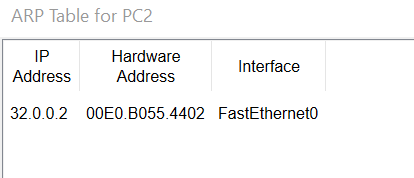 ARP Table for PC2
IP Address
Hardware Address
Interface
32.0.0.2 00E0.B055.4402 FastEthernet0